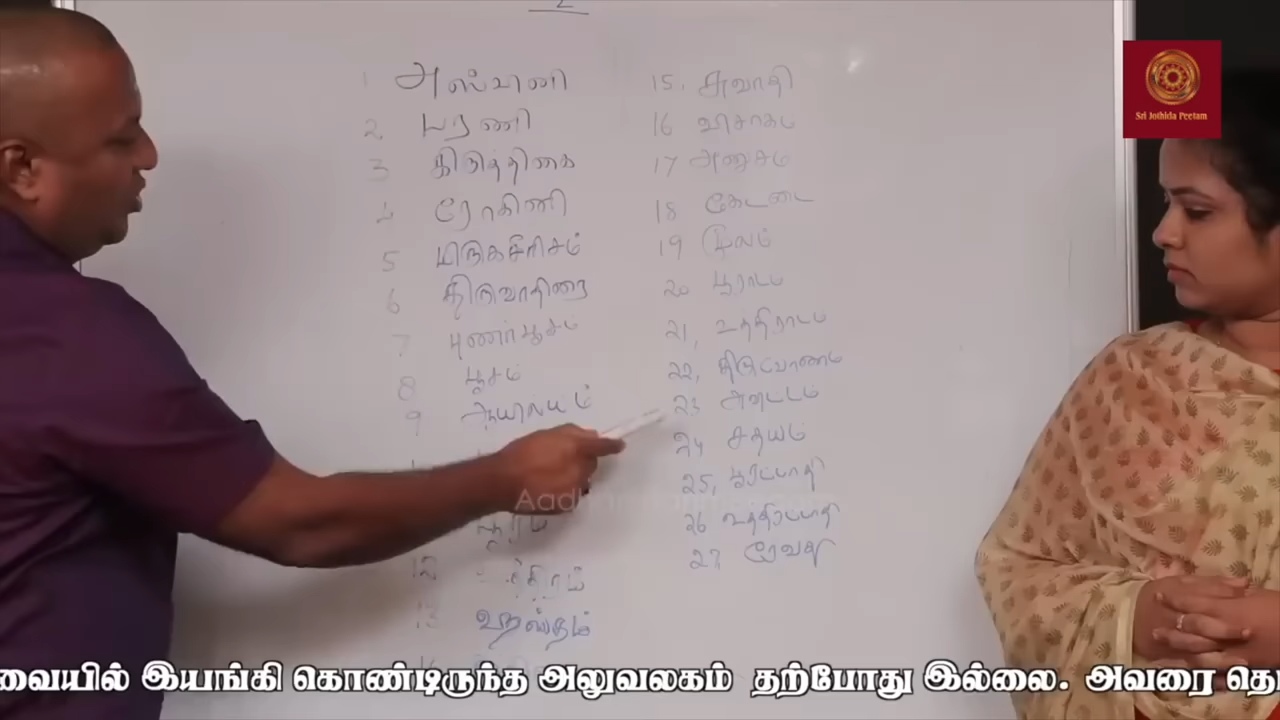 1 அஸ்வினி
2 பரணி
3 கிருத்திகை
4 ரோகிணி
5 மிருகசீரிசம்
6 திருவாதிரை
7 புணர்பூசம்
8 பூசம்
9 ஆயில்யம்
பூரம்
12
13 ஹஸ்தம்
15, சுவாதி
16 விசாகம்
17 அனுசம்
18 கேட்டை
19 மூலம்
20 பூராடம்
21, உத்திராடம்
22, திருவோணம்
23 அவிட்டம்
24 சதயம்
25, பூரட்டாதி
26 உத்திரட்டாதி
27 ரேவதி
Sri Jothida Peetam
வையில் இயங்கி கொண்டிருந்த அலுவலகம் தற்போது இல்லை. அவரை தொ